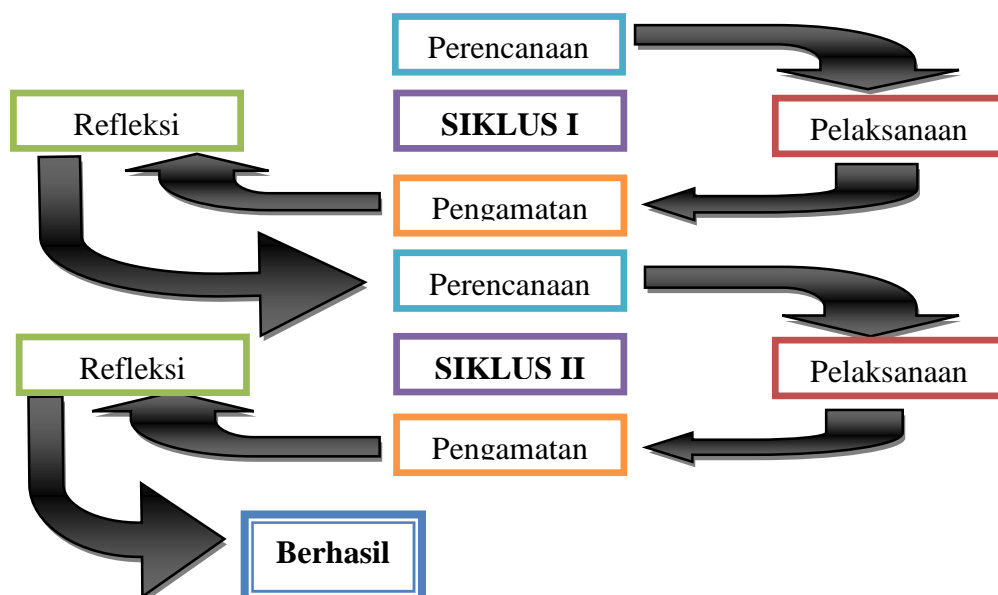 Perencanaan
Refleksi
SIKLUS I
Pelaksanaan
Pengamatan
Perencanaan
Refleksi
SIKLUS II
Pelaksanaan
Pengamatan
Berhasil